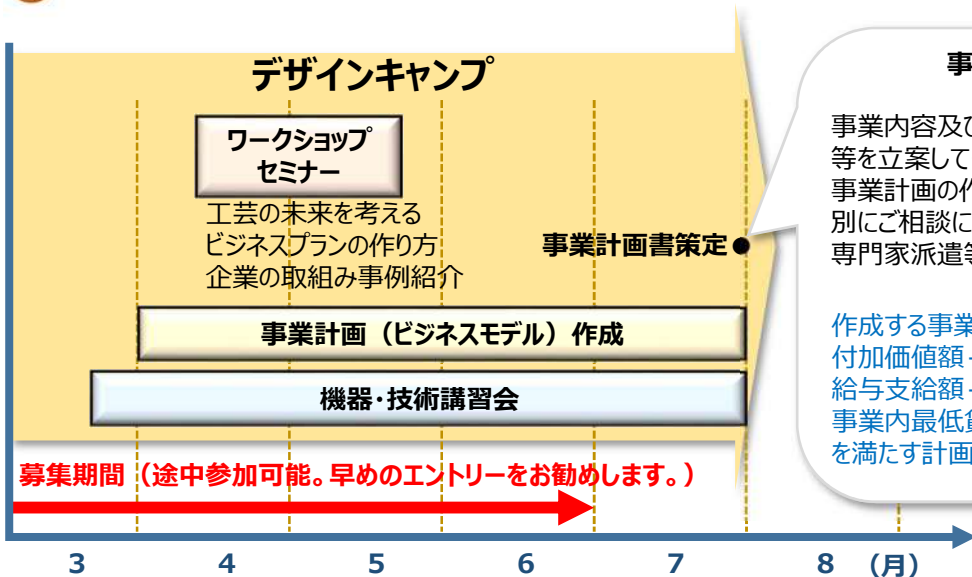 デザインキャンプ
ワークショップ
セミナー
工芸の未来を考える
ビジネスプランの作り方
企業の取組み事例紹介
事業計画書策定●
事業計画（ビジネスモデル）作成
機器・技術講習会
募集期間（途中参加可能。早めのエントリーをお勧めします。）
3 4 5 6 7 8 （月）
事
事業内容及び
等を立案して
事業計画の作
別にご相談に
専門家派遣等
作成する事業
付加価値額
給与支給額
事業内最低賃
を満たす計画